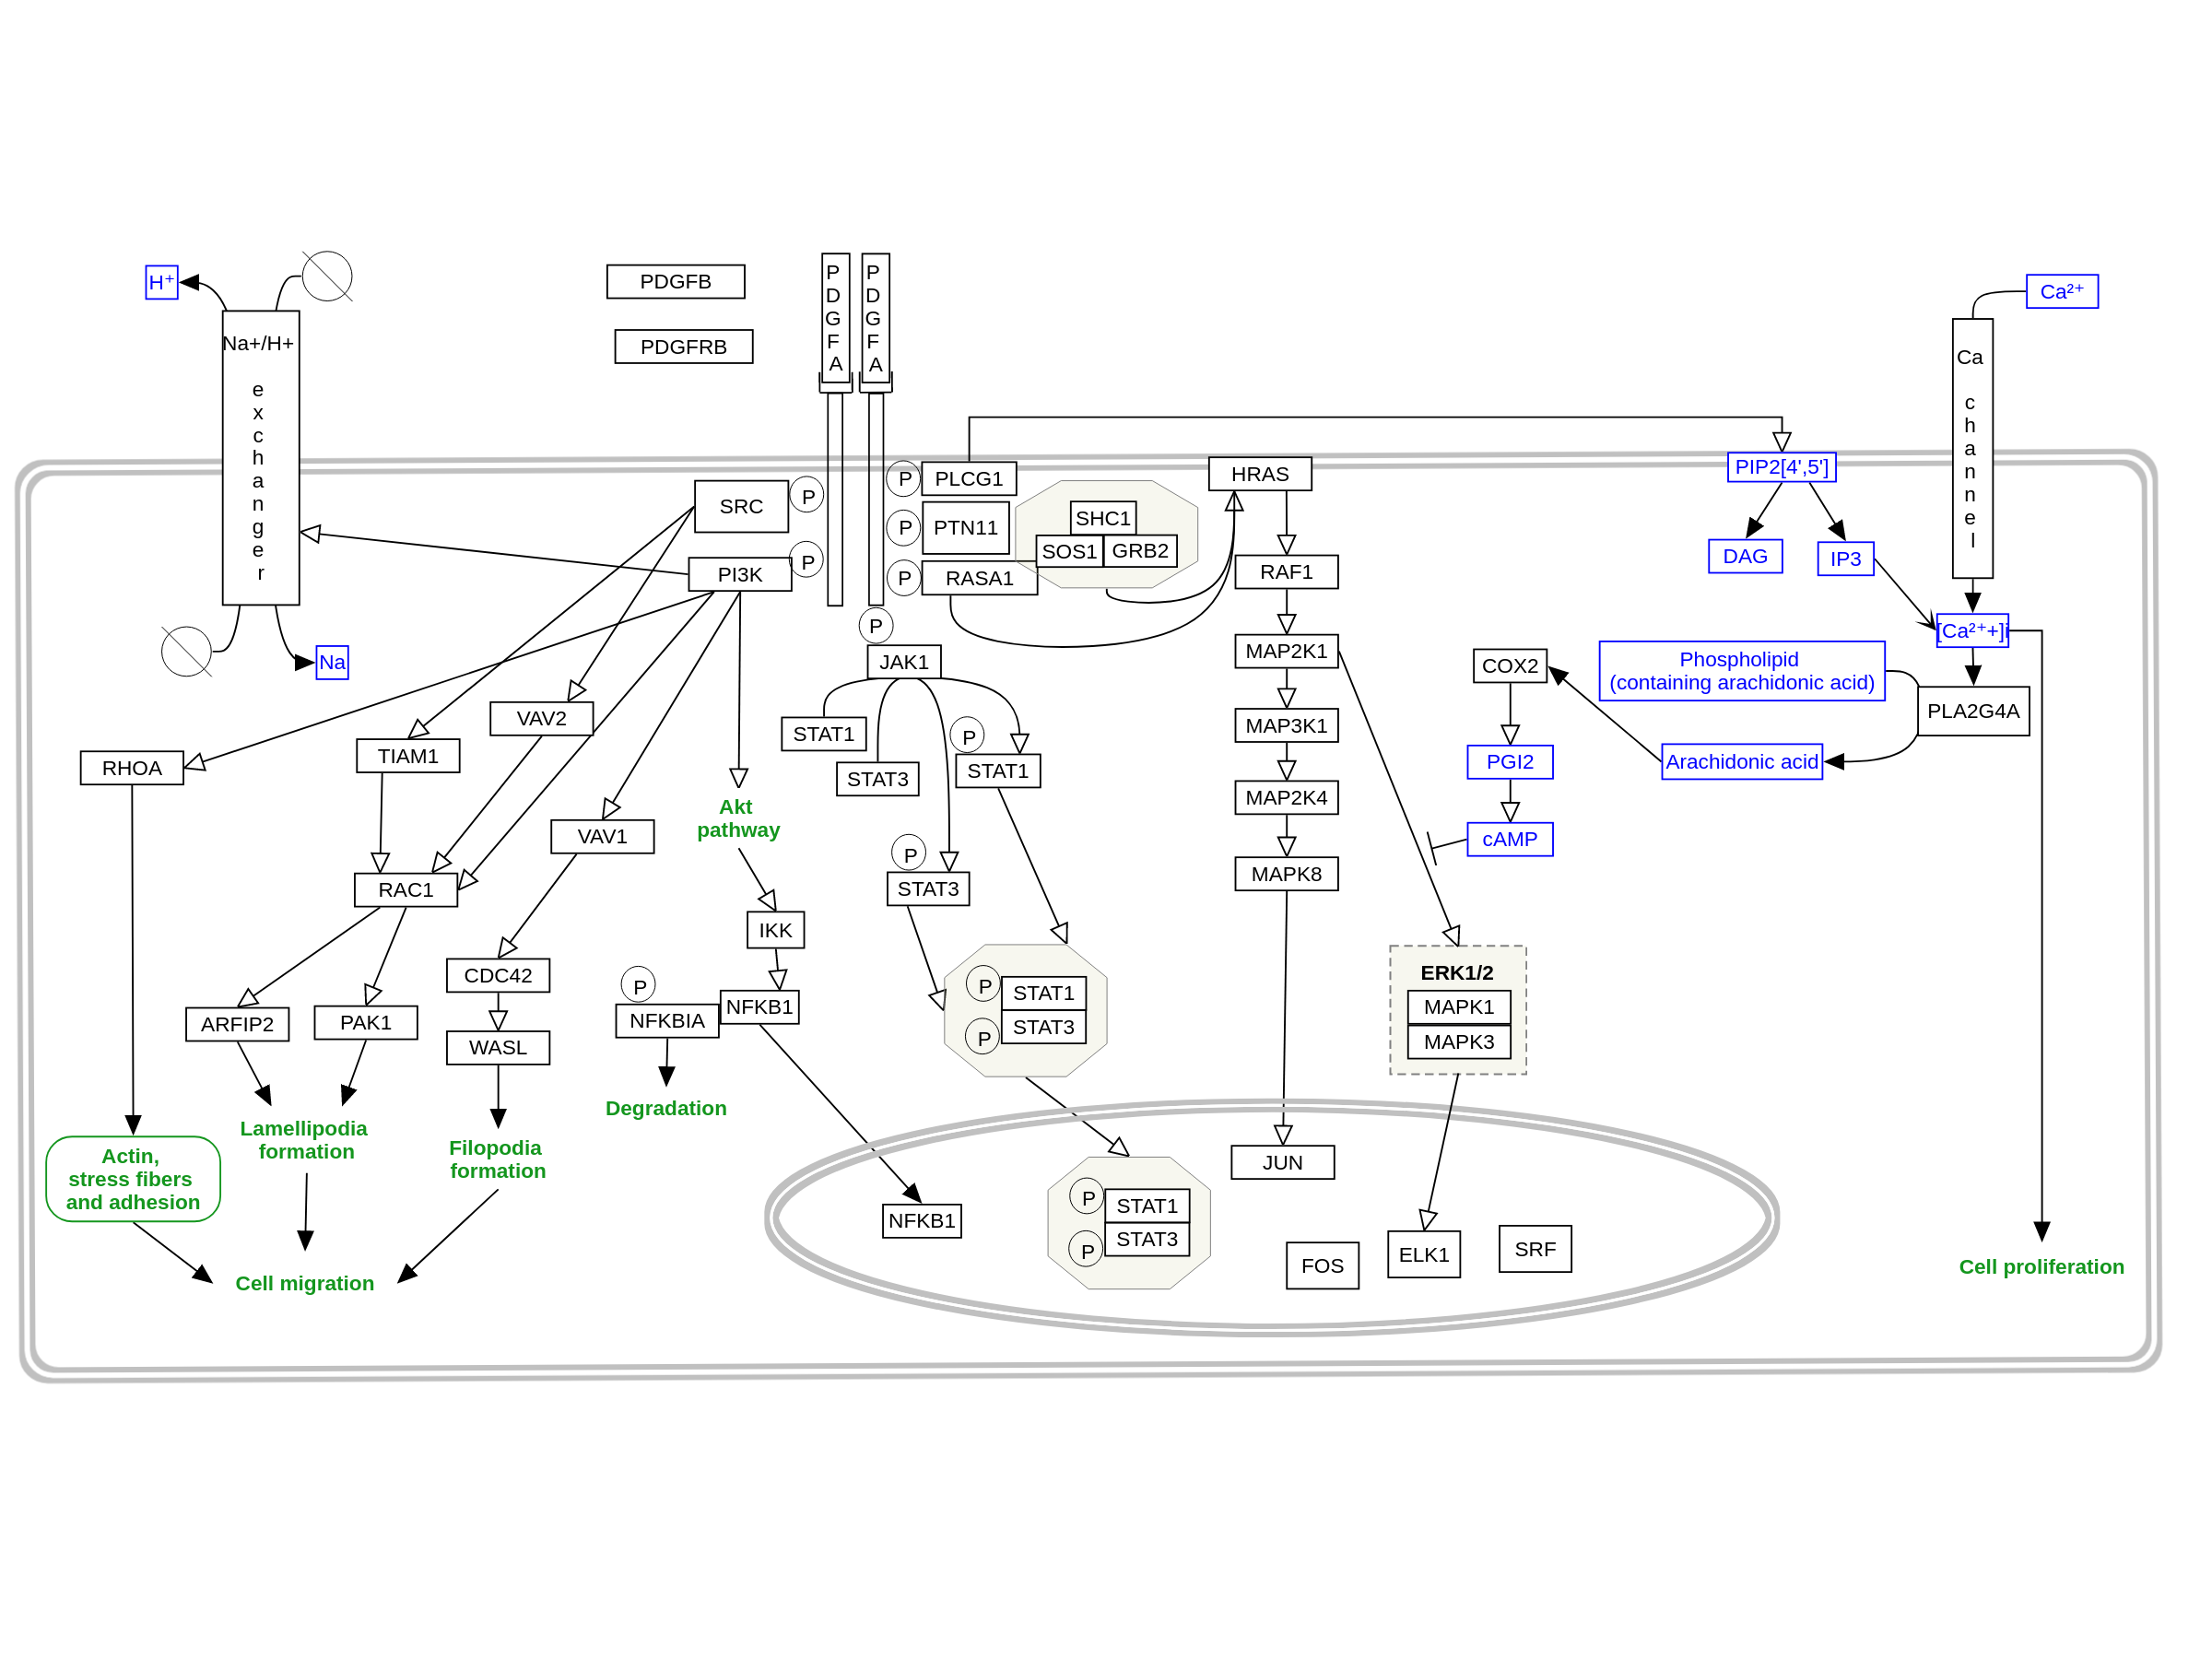 H⁺
Na+/H+
e
x
c
h
a
n
g
e
r
Na
PDGFB
PDGFRB
P
D
G
F
A
P
D
G
F
A
Ca²⁺
Ca
c
h
a
n
n
e
l
SRC
P
PI3K
P
P
PLCG1
P
PTN11
P
RASA1
SHC1
SOS1
GRB2
HRAS
PIP2[4',5']
DAG
IP3
[Ca²⁺+]i
RAF1
P
JAK1
MAP2K1
COX2
Phospholipid
(containing arachidonic acid)
PLA2G4A
VAV2
TIAM1
RHOA
STAT1
STAT3
P
STAT1
MAP3K1
PGI2
Arachidonic acid
Akt
pathway
VAV1
MAP2K4
cAMP
RAC1
P
STAT3
MAPK8
IKK
CDC42
P
NFKBIA
NFKB1
P
STAT1
P
STAT3
ERK1/2
MAPK1
MAPK3
ARFIP2
PAK1
WASL
Degradation
Lamellipodia
formation
Filopodia
formation
Actin,
stress fibers
and adhesion
Cell migration
NFKB1
P
STAT1
P
STAT3
JUN
FOS
ELK1
SRF
Cell proliferation